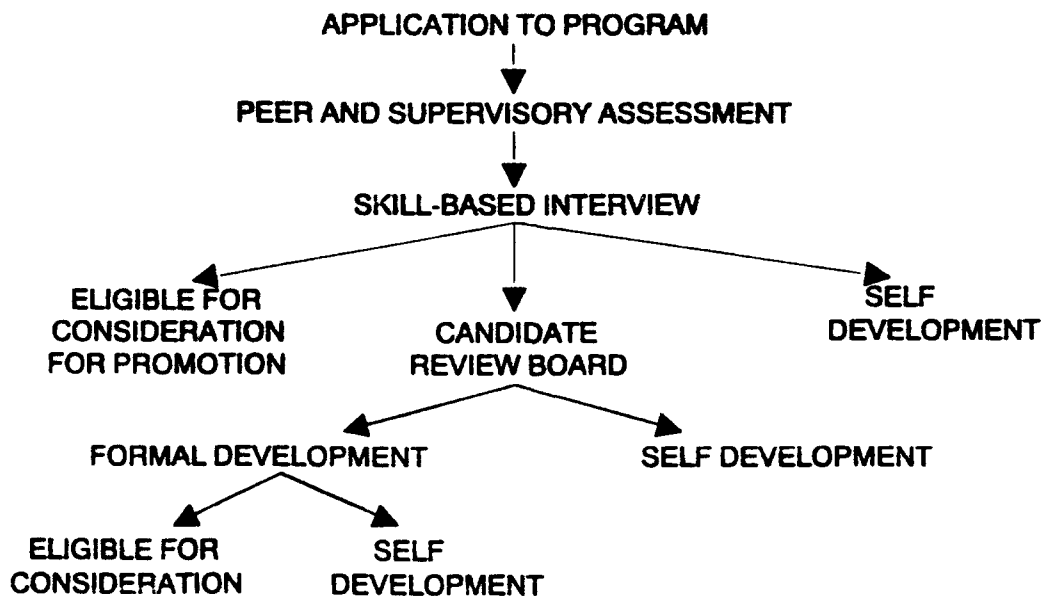 APPLICATION TO PROGRAM
PEER AND SUPERVISORY ASSESSMENT
SKILL-BASED INTERVIEW
ELIGIBLE FOR
CONSIDERATION
FOR PROMOTION
CANDIDATE
REVIEW BOARD
SELF
DEVELOPMENT
FORMAL DEVELOPMENT
SELF DEVELOPMENT
ELIGIBLE FOR
CONSIDERATION
SELF
DEVELOPMENT